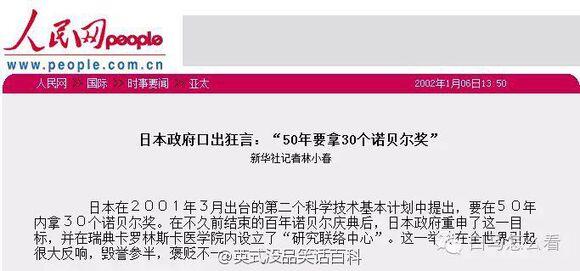 人民网people
www.people.com.cn
人民网 >> 国际 >> 时事要闻 >> 亚太 2002年1月06日13:50
日本政府口出狂言：“50年要拿30个诺贝尔奖”
新华社记者林小春
日本在２００１年３月出台的第二个科学技术基本计划中提出，要在５０年
内拿３０个诺贝尔奖。在不久前结束的百年诺贝尔庆典后，日本政府重申了这一目
标，并在瑞典卡罗林斯卡医学院内设立了“研究联络中心”。这一举
在全世界引起
很大反响，毁誉参半，褒贬不一
@英式没品笑话百科
白马怎么看